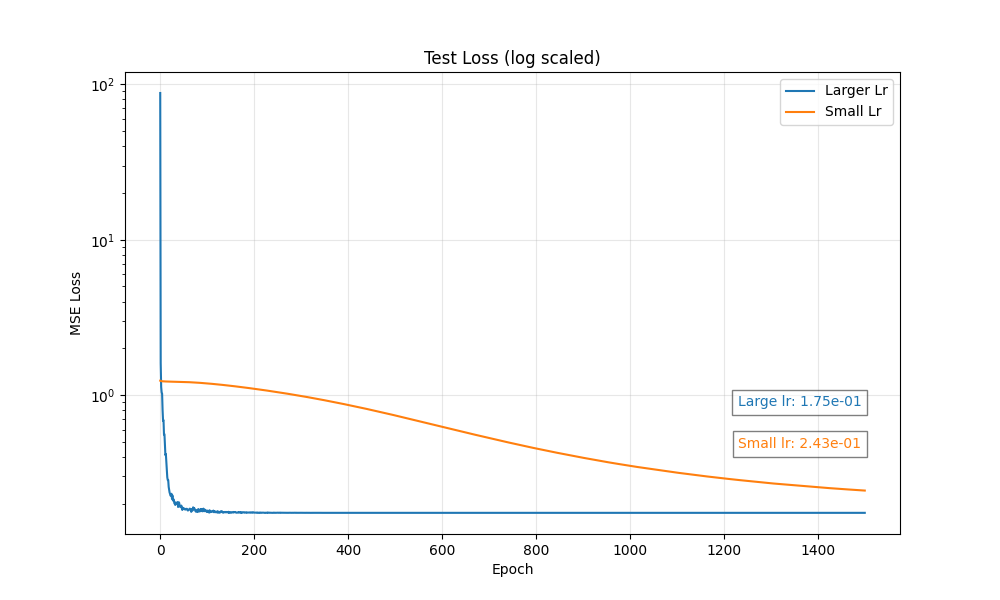 Test Loss (log scaled)
Larger Lr
Small Lr
MSE Loss
10²
10¹
10⁰
Large lr: 1.75e-01
Small lr: 2.43e-01
0 200 400 600 800 1000 1200 1400
Epoch